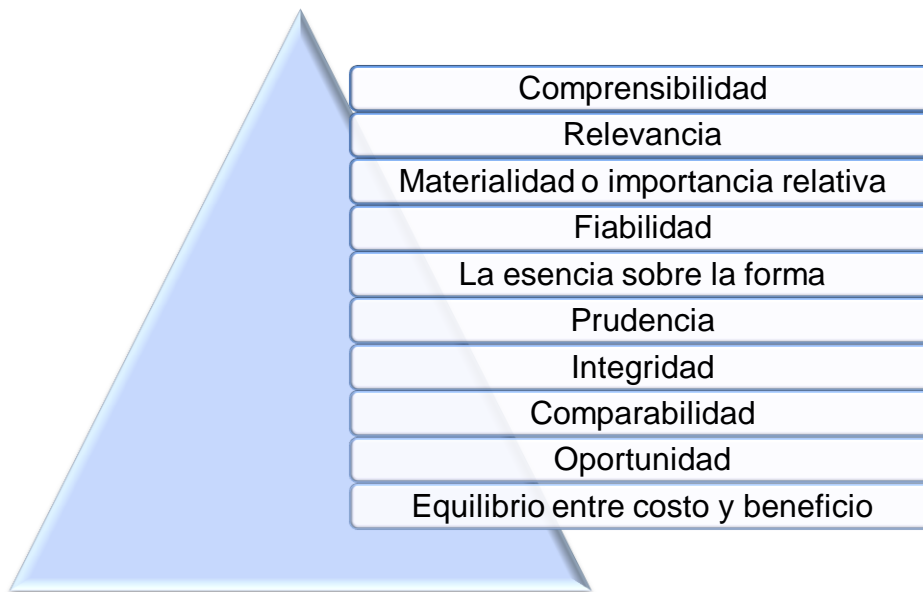 Comprensibilidad
Relevancia
Materialidad o importancia relativa
Fiabilidad
La esencia sobre la forma
Prudencia
Integridad
Comparabilidad
Oportunidad
Equilibrio entre costo y beneficio